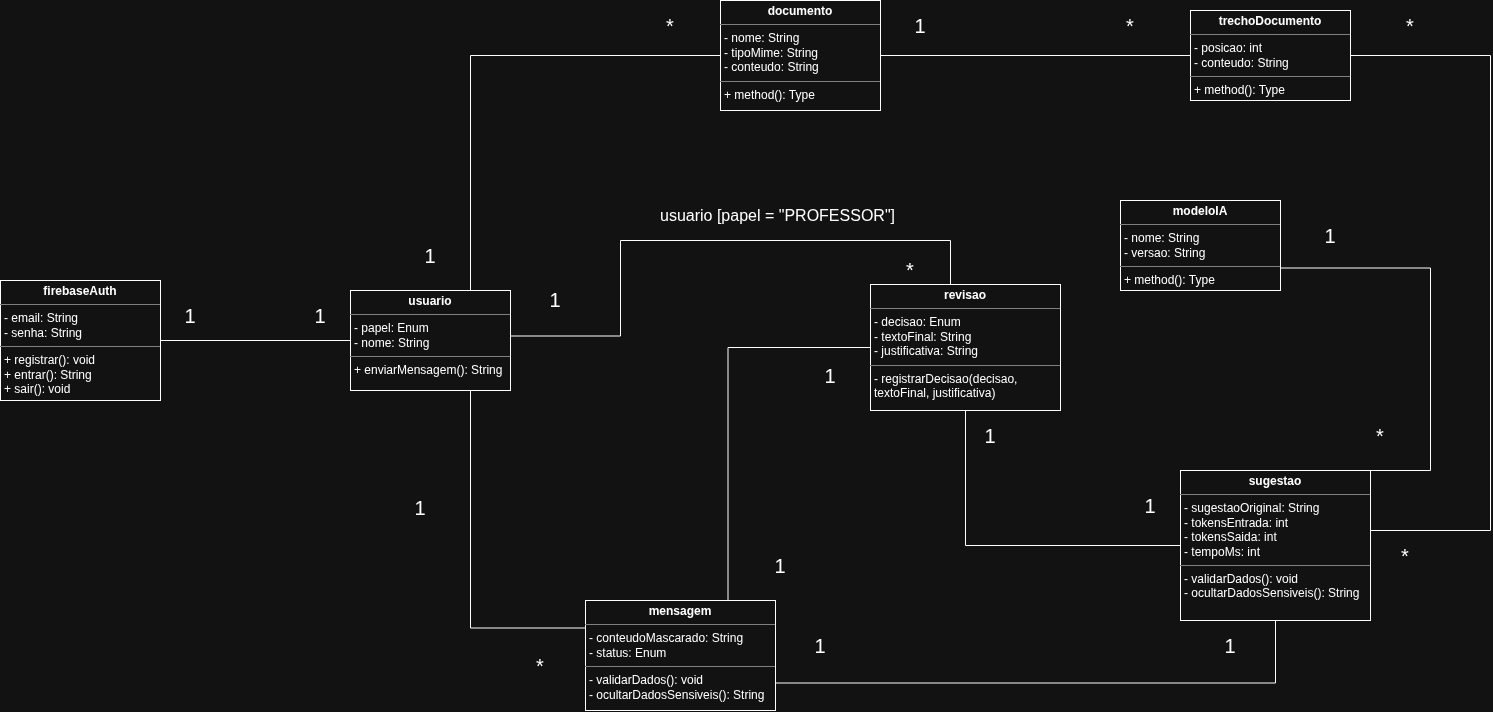 *
documento
- nome: String
- tipoMime: String
- conteudo: String
+ method(): Type
1
*
trechoDocumento
- posicao: int
- conteudo: String
+ method(): Type
*
usuario [papel = "PROFESSOR"]
modeloIA
- nome: String
- versao: String
+ method(): Type
1
1
firebaseAuth
- email: String
- senha: String
+ registrar(): void
+ entrar(): String
+ sair(): void
1
1
usuario
- papel: Enum
- nome: String
+ enviarMensagem(): String
1
*
revisao
- decisao: Enum
- textoFinal: String
- justificativa: String
- registrarDecisao(decisao,
textoFinal, justificativa)
1
1
*
1
sugestao
- sugestaoOriginal: String
- tokensEntrada: int
- tokensSaida: int
- tempoMs: int
- validarDados(): void
- ocultarDadosSensiveis(): String
*
1
1
mensagem
- conteudoMascarado: String
- status: Enum
- validarDados(): void
- ocultarDadosSensiveis(): String
*
1
1